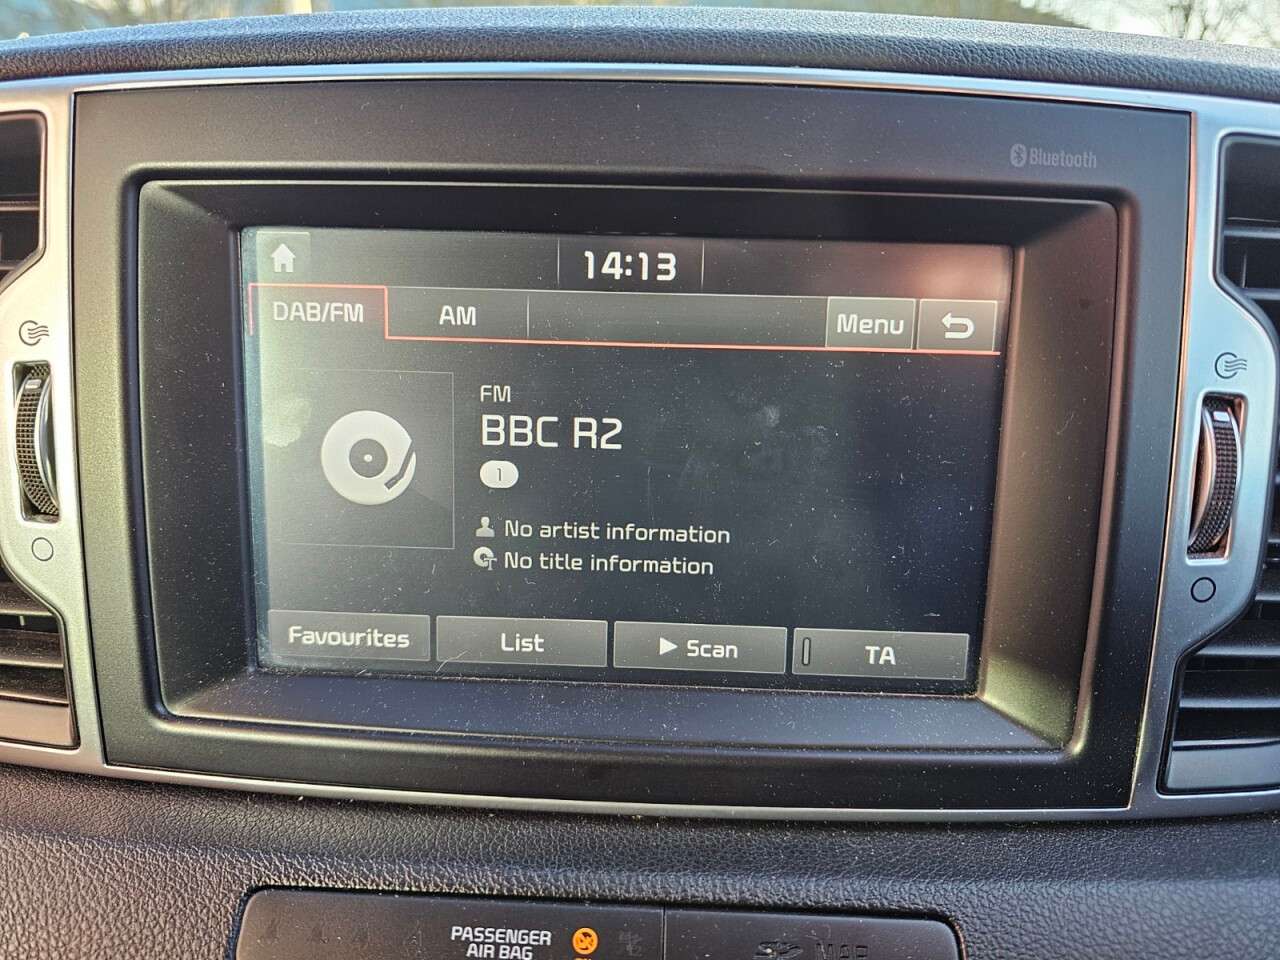 Bluetooth
14:13
DAB/FM AM Menu
FM
BBC R2
1
No artist information
No title information
Favourites List Scan TA
PASSENGER
AIR BAG
MAP